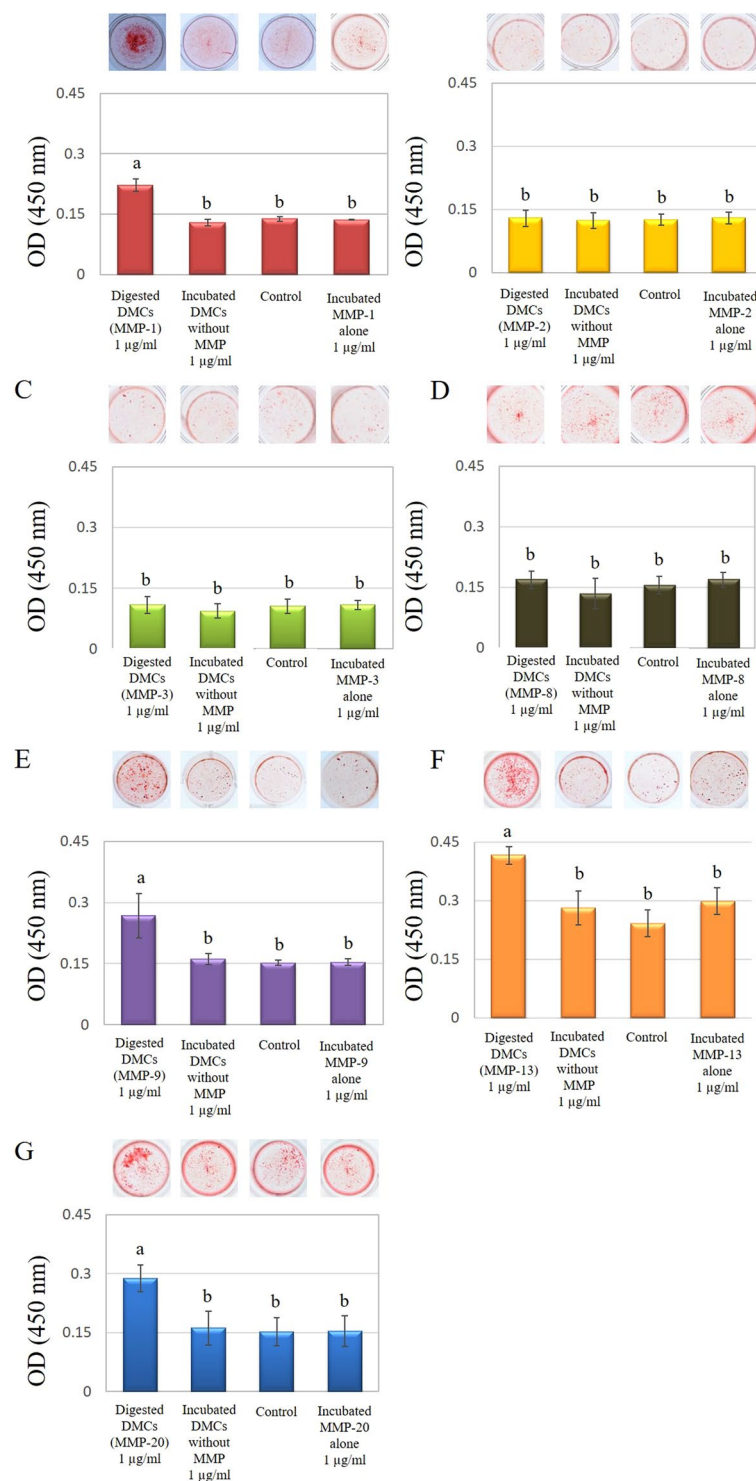 0.45
0.3
0.15
0
OD (450 nm)
a
b
b
b
Digested
DMCs
(MMP-1)
1 µg/ml
Incubated
DMCs
without
MMP
1 µg/ml
Control
Incubated
MMP-1
alone
1 µg/ml
0.45
0.3
0.15
0
OD (450 nm)
b
b
b
b
Digested
DMCs
(MMP-2)
1 µg/ml
Incubated
DMCs
without
MMP
1 µg/ml
Control
Incubated
MMP-2
alone
1 µg/ml
C
0.45
0.3
0.15
0
OD (450 nm)
b
b
b
b
Digested
DMCs
(MMP-3)
1 µg/ml
Incubated
DMCs
without
MMP
1 µg/ml
Control
Incubated
MMP-3
alone
1 µg/ml
D
0.45
0.3
0.15
0
OD (450 nm)
b
b
b
b
Digested
DMCs
(MMP-8)
1 µg/ml
Incubated
DMCs
without
MMP
1 µg/ml
Control
Incubated
MMP-8
alone
1 µg/ml
E
0.45
0.3
0.15
0
OD (450 nm)
a
b
b
b
Digested
DMCs
(MMP-9)
1 µg/ml
Incubated
DMCs
without
MMP
1 µg/ml
Control
Incubated
MMP-9
alone
1 µg/ml
F
0.45
0.3
0.15
0
OD (450 nm)
a
b
b
b
Digested
DMCs
(MMP-13)
1 µg/ml
Incubated
DMCs
without
MMP
1 µg/ml
Control
Incubated
MMP-13
alone
1 µg/ml
G
0.45
0.3
0.15
0
OD (450 nm)
a
b
b
b
Digested
DMCs
(MMP-20)
1 µg/ml
Incubated
DMCs
without
MMP
1 µg/ml
Control
Incubated
MMP-20
alone
1 µg/ml